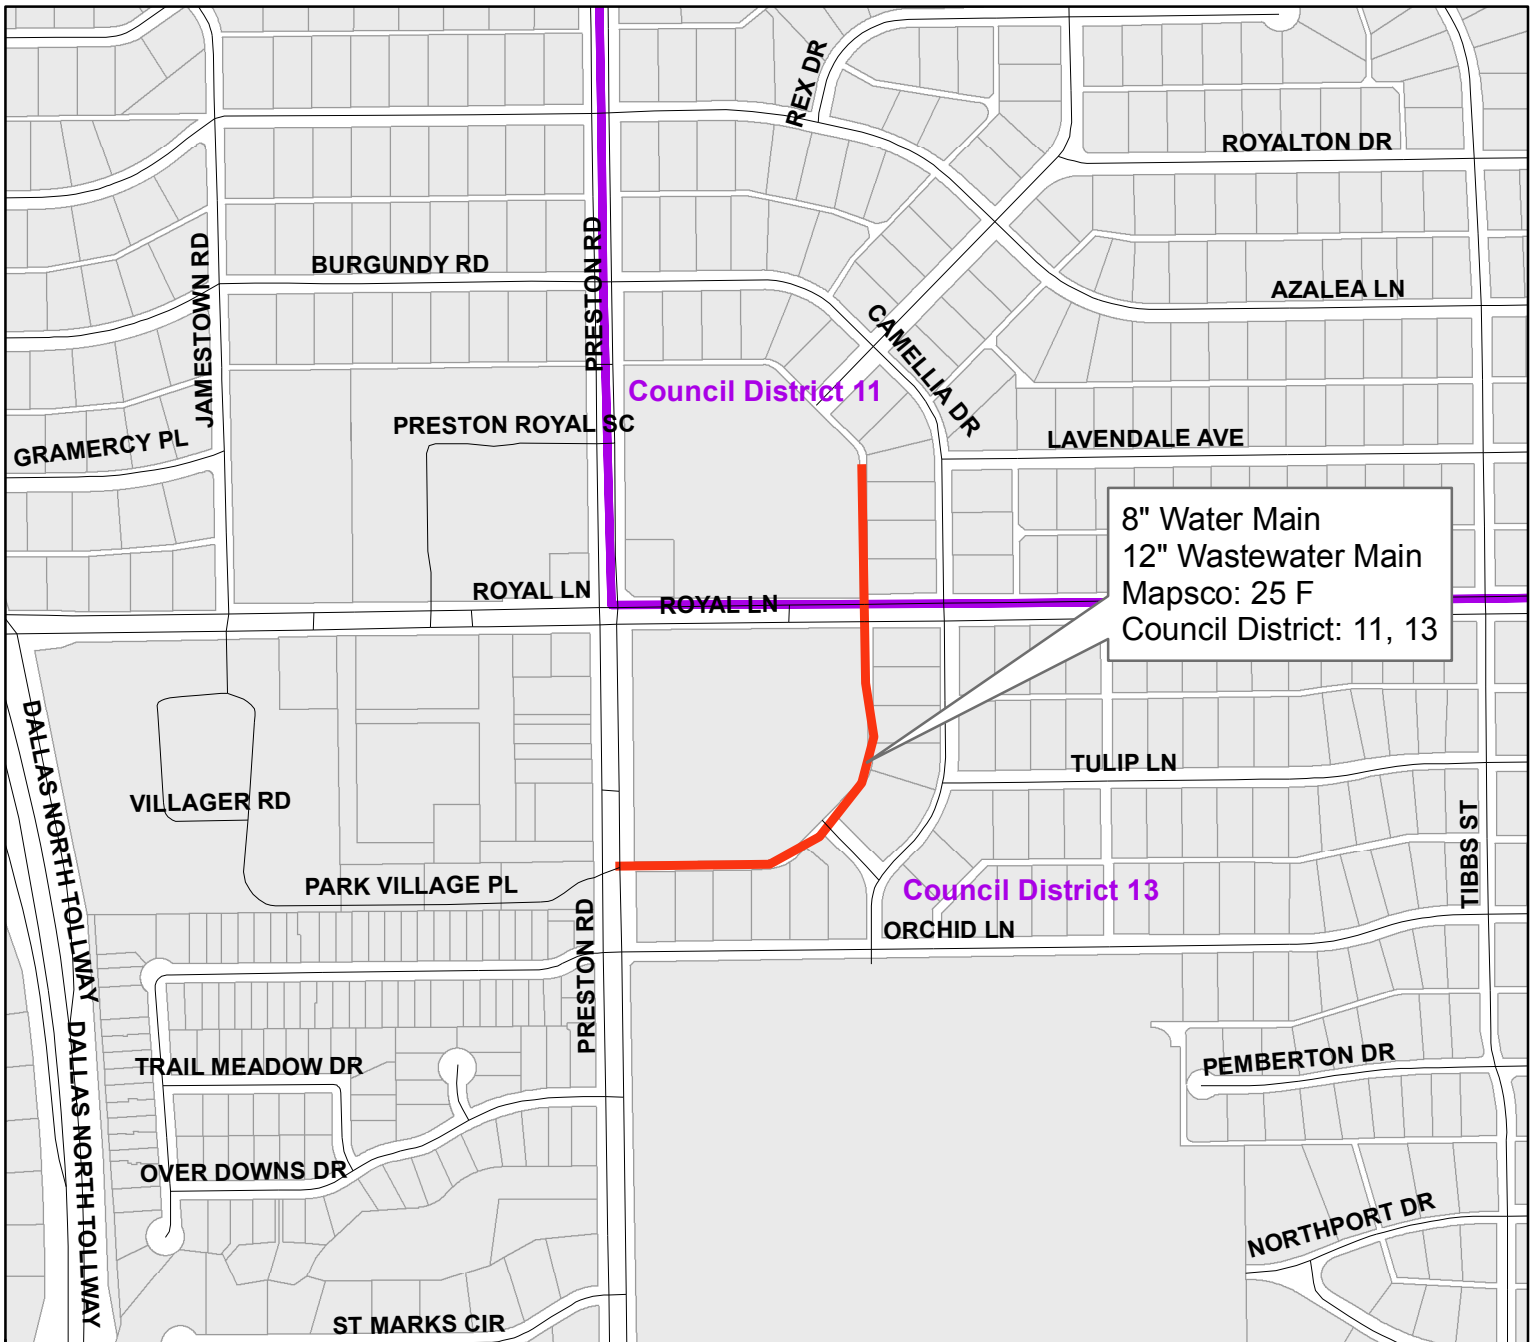 REX DR
ROYALTON DR
JAMESTOWN RD
BURGUNDY RD
PRESTON RD
AZALEA LN
CAMELLIA DR
Council District 11
PRESTON ROYAL SC
GRAMERCY PL
LAVENDALE AVE
8" Water Main
12" Wastewater Main
Mapsco: 25 F
Council District: 11, 13
ROYAL LN
ROYAL LN
DALLAS NORTH TOLLWAY
VILLAGER RD
TULIP LN
TIBBS ST
PARK VILLAGE PL
Council District 13
ORCHID LN
PRESTON RD
DALLAS NORTH TOLLWAY
TRAIL MEADOW DR
PEMBERTON DR
OVER DOWNS DR
NORTHPORT DR
ST MARKS CIR